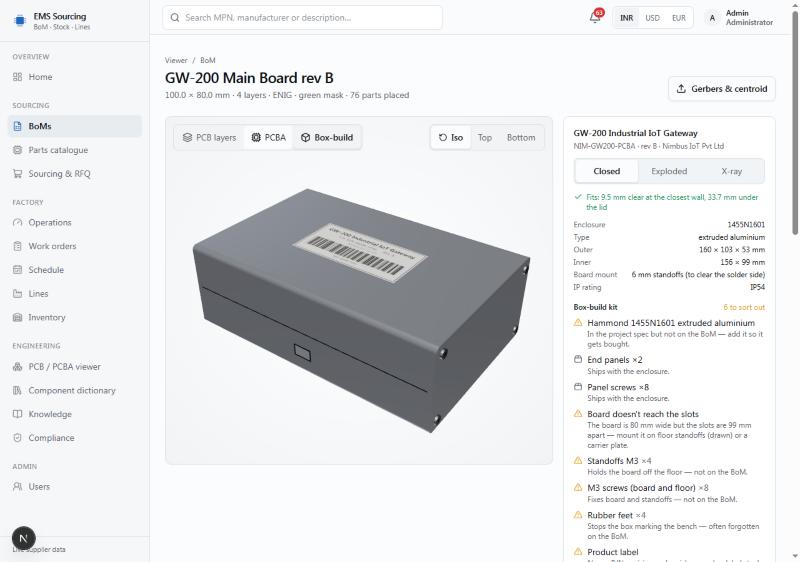 EMS Sourcing
BoM · Stock · Lines
Search MPN, manufacturer or description...
63
INR USD EUR
A
Admin
Administrator
OVERVIEW
Home
SOURCING
BoMs
Parts catalogue
Sourcing & RFQ
FACTORY
Operations
Work orders
Schedule
Lines
Inventory
ENGINEERING
PCB / PCBA viewer
Component dictionary
Knowledge
Compliance
ADMIN
Users
N
Live supplier data
Viewer / BoM
GW-200 Main Board rev B
100.0 × 80.0 mm · 4 layers · ENIG · green mask · 76 parts placed
Gerbers & centroid
PCB layers PCBA Box-build
Iso Top Bottom
GW-200 Industrial IoT Gateway
GW-200 Industrial IoT Gateway
NIM-GW200-PCBA · rev B · Nimbus IoT Pvt Ltd
Closed Exploded X-ray
Fits: 9.5 mm clear at the closest wall, 33.7 mm under
the lid
Enclosure 1455N1601
Type extruded aluminium
Outer 160 × 103 × 53 mm
Inner 156 × 99 mm
Board mount 6 mm standoffs (to clear the solder side)
IP rating IP54
Box-build kit 6 to sort out
Hammond 1455N1601 extruded aluminium
In the project spec but not on the BoM — add it so it
gets bought.
End panels ×2
Ships with the enclosure.
Panel screws ×8
Ships with the enclosure.
Board doesn't reach the slots
The board is 80 mm wide but the slots are 99 mm
apart — mount it on floor standoffs (drawn) or a
carrier plate.
Standoffs M3 ×4
Holds the board off the floor — not on the BoM.
M3 screws (board and floor) ×8
Fixes board and standoffs — not on the BoM.
Rubber feet ×4
Stops the box marking the bench — often forgotten
on the BoM.
Product label